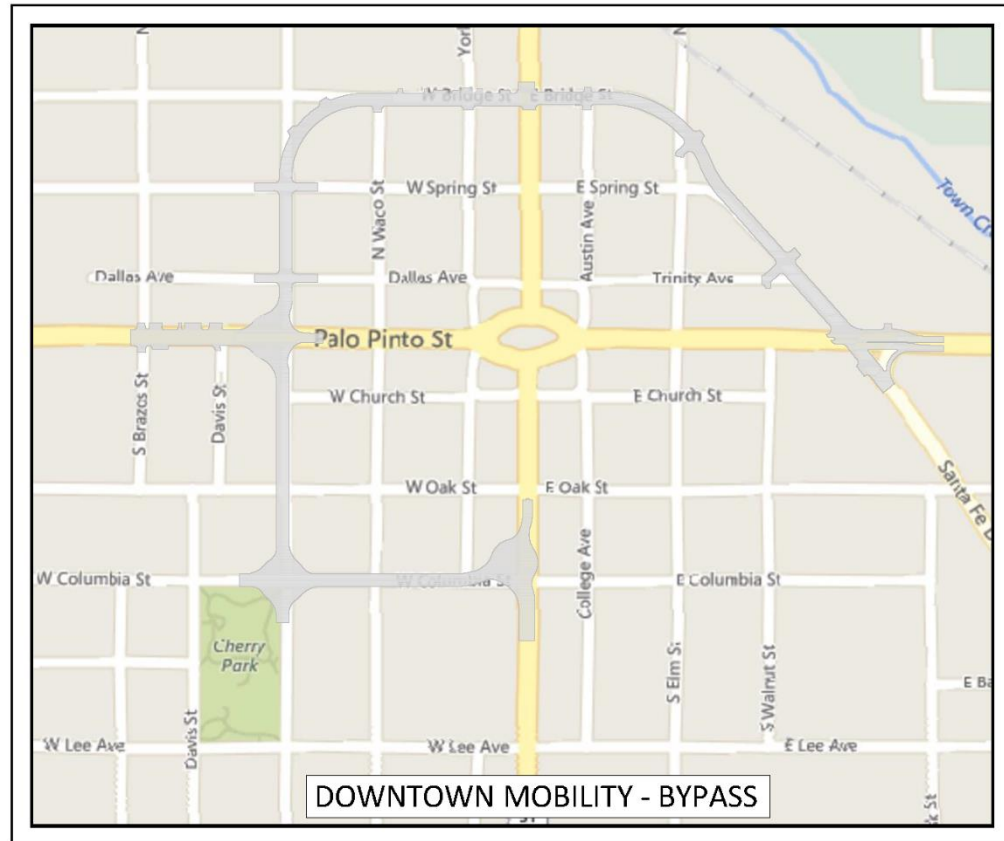 W Bridge St
E Bridge St
W Spring St
E Spring St
N Waco St
Austin Ave
Town
Dallas Ave
Dallas Ave
Trinity Ave
Palo Pinto St
S Brazos St
Davis St
W Church St
E Church St
W Oak St
E Oak St
Santa Fe
W Columbia St
W Columbia St
E Columbia St
College Ave
Cherry
Park
S Elm St
S Walnut St
Davis St
W Lee Ave
W Lee Ave
E Lee Ave
DOWNTOWN MOBILITY - BYPASS